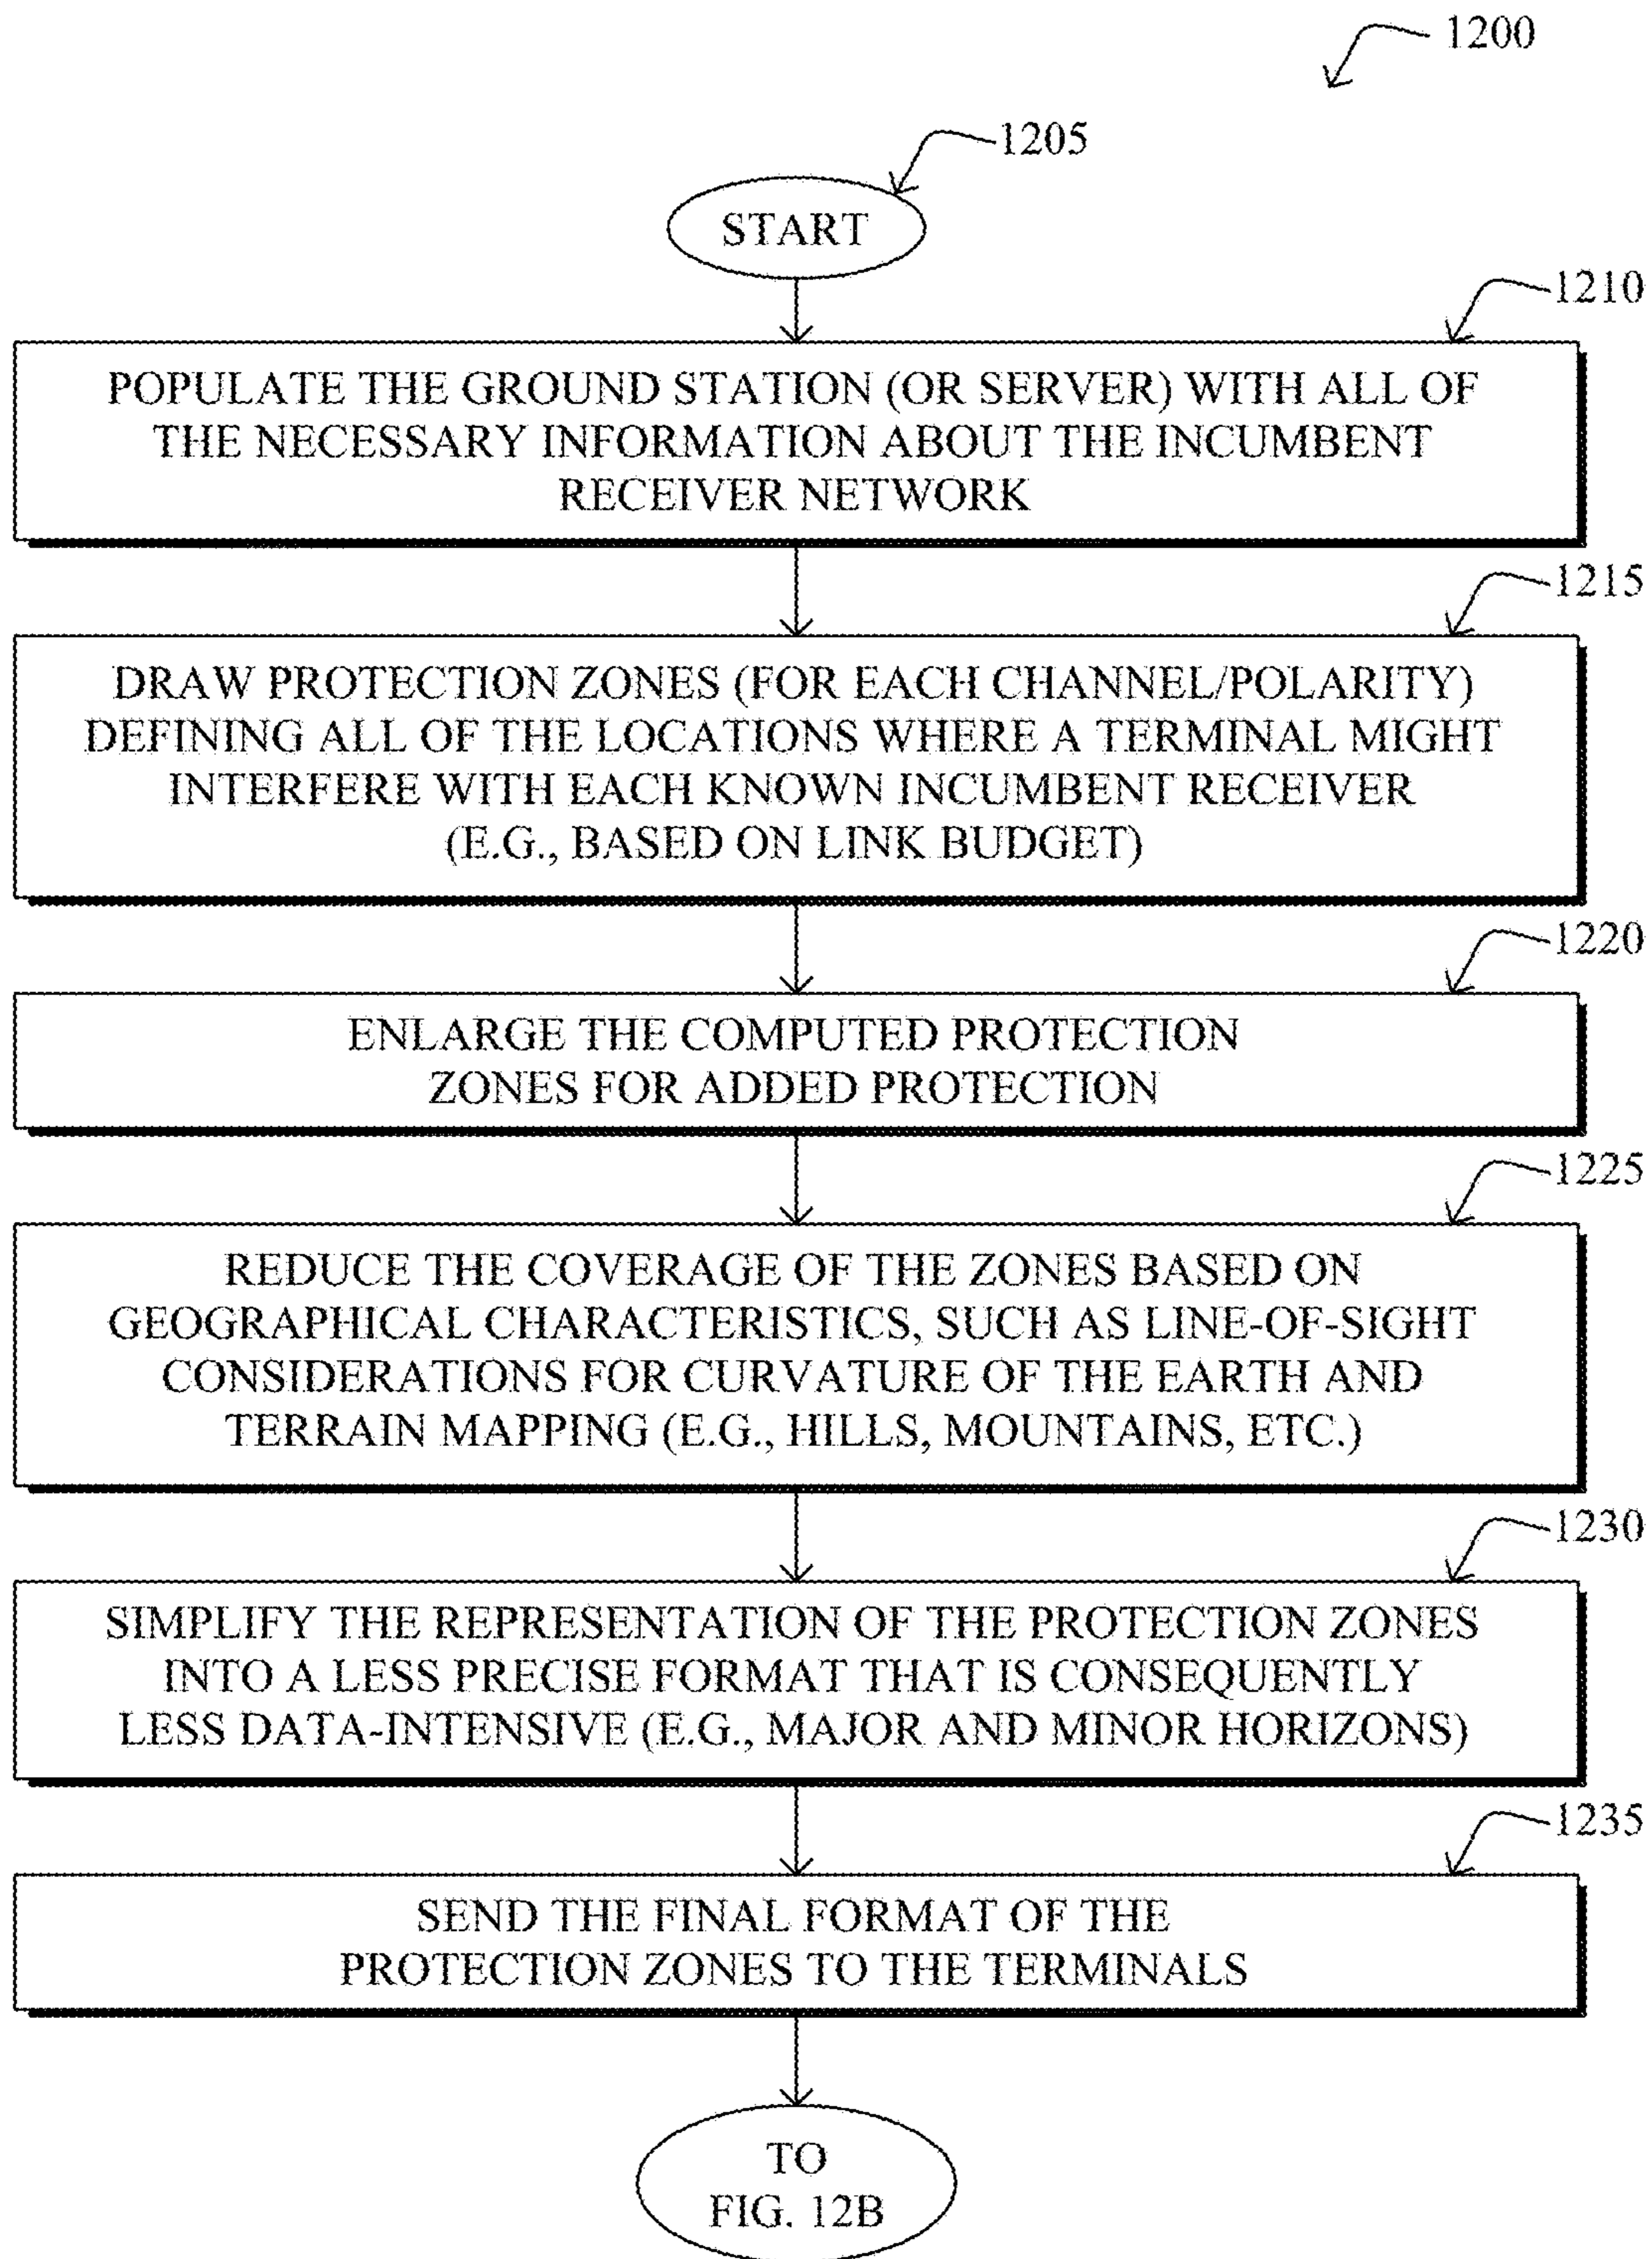 1200
1205
START
1210
POPULATE THE GROUND STATION (OR SERVER) WITH ALL OF
THE NECESSARY INFORMATION ABOUT THE INCUMBENT
RECEIVER NETWORK
1215
DRAW PROTECTION ZONES (FOR EACH CHANNEL/POLARITY)
DEFINING ALL OF THE LOCATIONS WHERE A TERMINAL MIGHT
INTERFERE WITH EACH KNOWN INCUMBENT RECEIVER
(E.G., BASED ON LINK BUDGET)
1220
ENLARGE THE COMPUTED PROTECTION
ZONES FOR ADDED PROTECTION
1225
REDUCE THE COVERAGE OF THE ZONES BASED ON
GEOGRAPHICAL CHARACTERISTICS, SUCH AS LINE-OF-SIGHT
CONSIDERATIONS FOR CURVATURE OF THE EARTH AND
TERRAIN MAPPING (E.G., HILLS, MOUNTAINS, ETC.)
1230
SIMPLIFY THE REPRESENTATION OF THE PROTECTION ZONES
INTO A LESS PRECISE FORMAT THAT IS CONSEQUENTLY
LESS DATA-INTENSIVE (E.G., MAJOR AND MINOR HORIZONS)
1235
SEND THE FINAL FORMAT OF THE
PROTECTION ZONES TO THE TERMINALS
TO
FIG. 12B